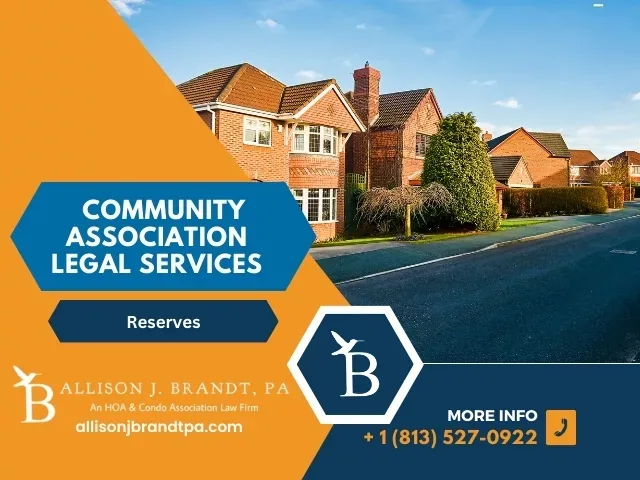 COMMUNITY
ASSOCIATION
LEGAL SERVICES
Reserves
B ALLISON J. BRANDT, PA
An HOA & Condo Association Law Firm
allisonjbrandtpa.com
B
MORE INFO
+ 1 (813) 527-0922